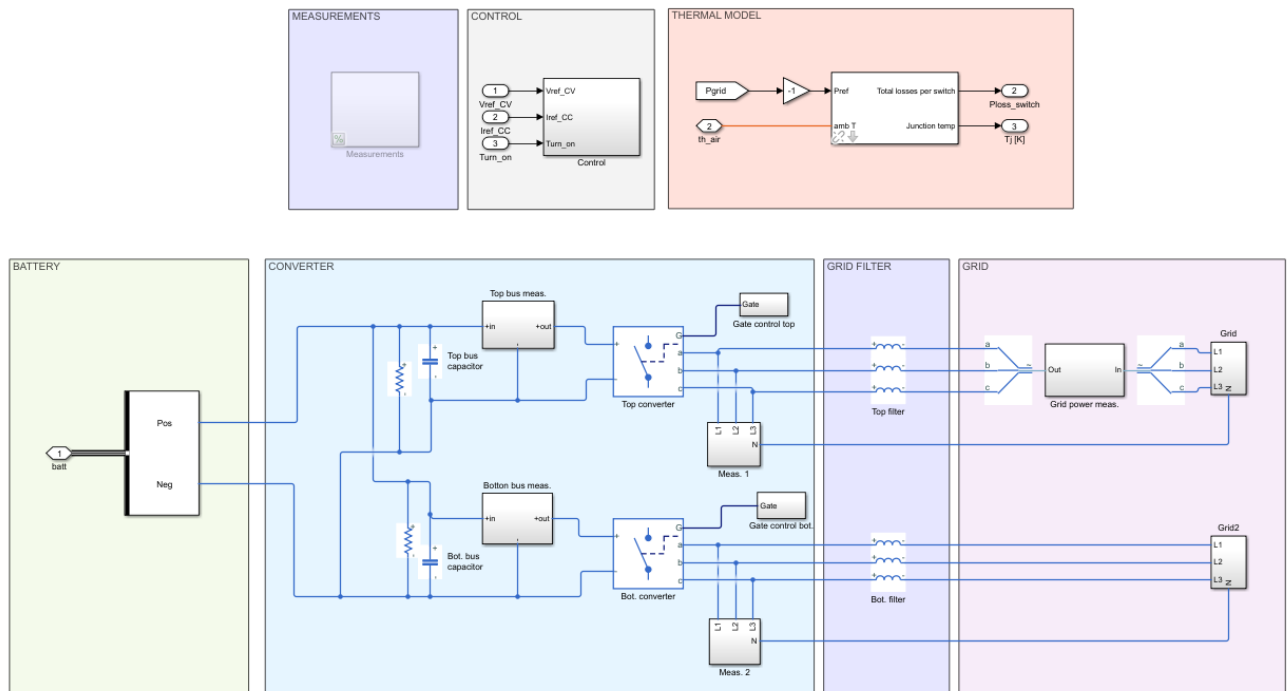 MEASUREMENTS
%
Measurements
CONTROL
1
Vref_CV
2
Iref_CC
3
Turn_on
Vref_CV
Iref_CC
Turn_on
Control
THERMAL MODEL
Pgrid
-1
2
th_air
Pref
amb T
Total losses per switch
Junction temp
2
Ploss_switch
3
Tj [K]
BATTERY
1
batt
Pos
Neg
CONVERTER
Top bus meas.
+in
+out
-
+
-
+
-
Top bus
capacitor
+
-
G
a
b
c
Top converter
Gate
Gate control top
L1
L2
L3
N
Meas. 1
Botton bus meas.
+in
+out
-
+
-
+
-
Bot. bus
capacitor
+
-
G
a
b
c
Bot. converter
Gate
Gate control bot.
L1
L2
L3
N
Meas. 2
GRID FILTER
+ -
+ -
+ -
Top filter
+ -
+ -
+ -
Bot. filter
GRID
a
b
c
~
Out
In
Grid power meas.
~
a
b
c
Grid
L1
L2
L3
N
Grid2
L1
L2
L3
N